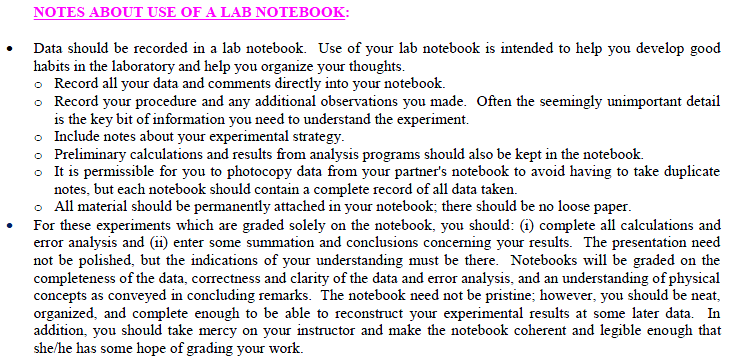 NOTES ABOUT USE OF A LAB NOTEBOOK:
• Data should be recorded in a lab notebook. Use of your lab notebook is intended to help you develop good
habits in the laboratory and help you organize your thoughts.
o Record all your data and comments directly into your notebook.
o Record your procedure and any additional observations you made. Often the seemingly unimportant detail
is the key bit of information you need to understand the experiment.
o Include notes about your experimental strategy.
o Preliminary calculations and results from analysis programs should also be kept in the notebook.
o It is permissible for you to photocopy data from your partner's notebook to avoid having to take duplicate
notes, but each notebook should contain a complete record of all data taken.
o All material should be permanently attached in your notebook; there should be no loose paper.
• For these experiments which are graded solely on the notebook, you should: (i) complete all calculations and
error analysis and (ii) enter some summation and conclusions concerning your results. The presentation need
not be polished, but the indications of your understanding must be there. Notebooks will be graded on the
completeness of the data, correctness and clarity of the data and error analysis, and an understanding of physical
concepts as conveyed in concluding remarks. The notebook need not be pristine; however, you should be neat,
organized, and complete enough to be able to reconstruct your experimental results at some later data. In
addition, you should take mercy on your instructor and make the notebook coherent and legible enough that
she/he has some hope of grading your work.